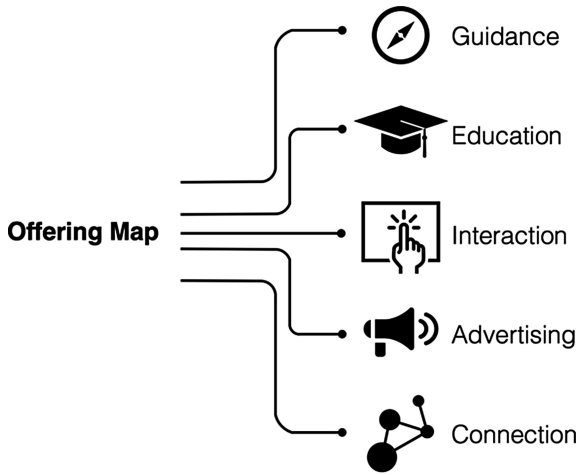 Guidance
Education
Offering Map
Interaction
Advertising
Connection